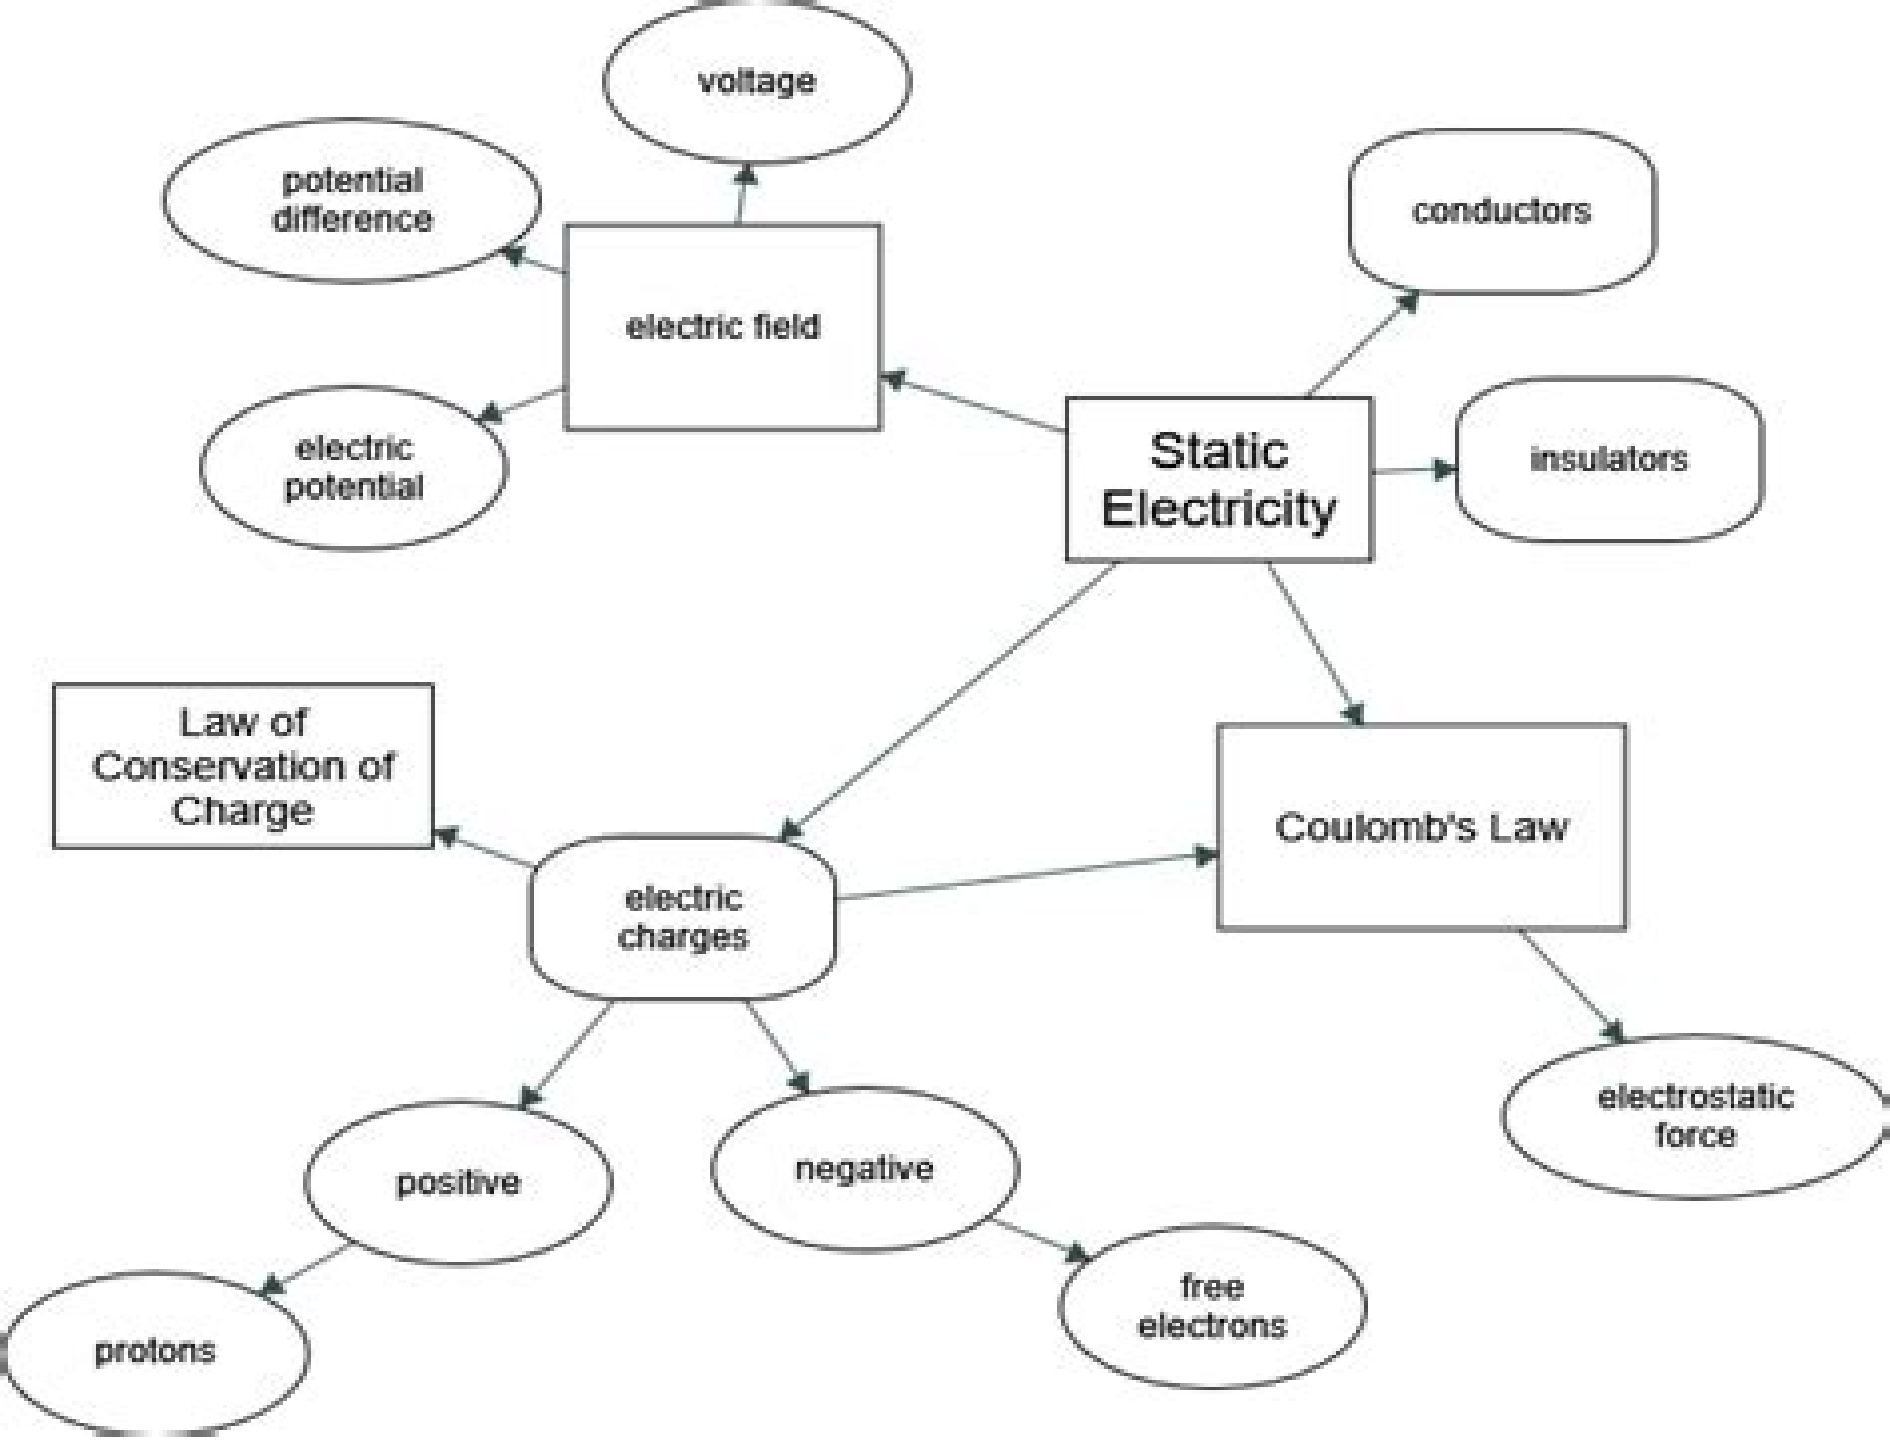 voltage
potential
difference
conductors
electric field
electric
potential
Static
Electricity
insulators
Law of
Conservation of
Charge
Coulomb's Law
electric
charges
electrostatic
force
positive
negative
free
electrons
protons